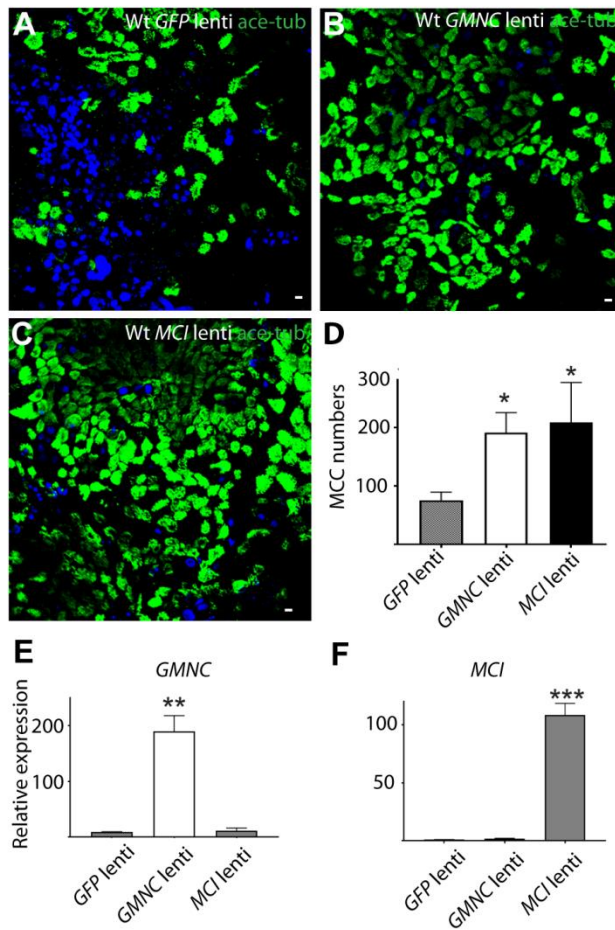 A Wt GFP lenti ace-tub
B Wt GMNC lenti ace-tub
C Wt MCI lenti ace-tub
D
MCC numbers
300
200
100
*
*
GFP lenti
GMNC lenti
MCI lenti
E
GMNC
Relative expression
200
100
**
GFP lenti
GMNC lenti
MCI lenti
F
MCI
100
50
***
GFP lenti
GMNC lenti
MCI lenti